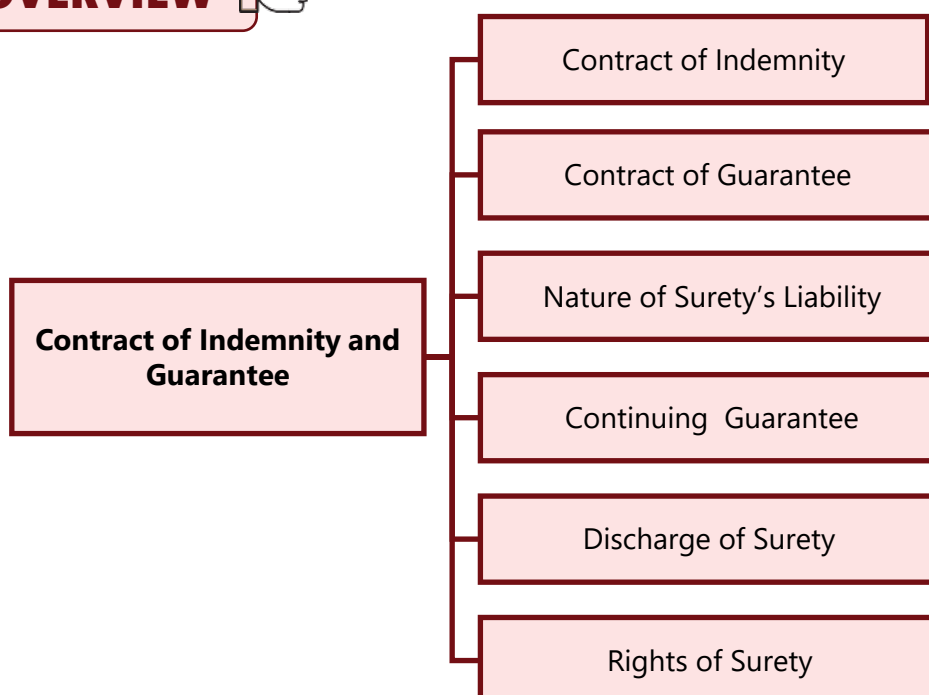 OVERVIEW
Contract of Indemnity
Contract of Guarantee
Nature of Surety’s Liability
Contract of Indemnity and
Guarantee
Continuing Guarantee
Discharge of Surety
Rights of Surety